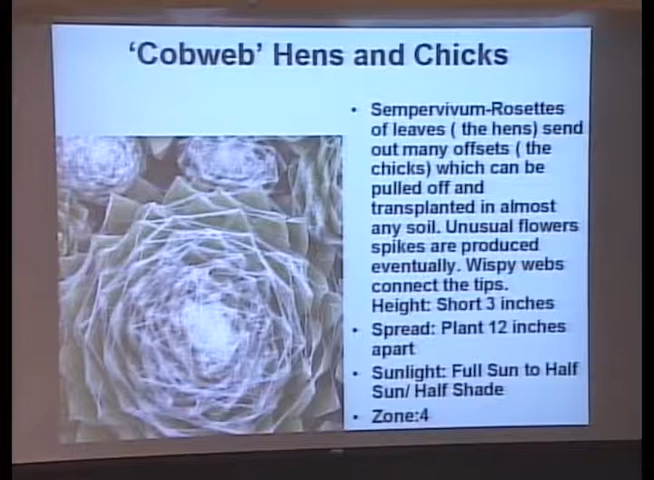 'Cobweb' Hens and Chicks
• Sempervivum-Rosettes
of leaves ( the hens) send
out many offsets ( the
chicks) which can be
pulled off and
transplanted in almost
any soil. Unusual flowers
spikes are produced
eventually. Wispy webs
connect the tips.
Height: Short 3 inches
• Spread: Plant 12 inches
apart
• Sunlight: Full Sun to Half
Sun/ Half Shade
• Zone:4